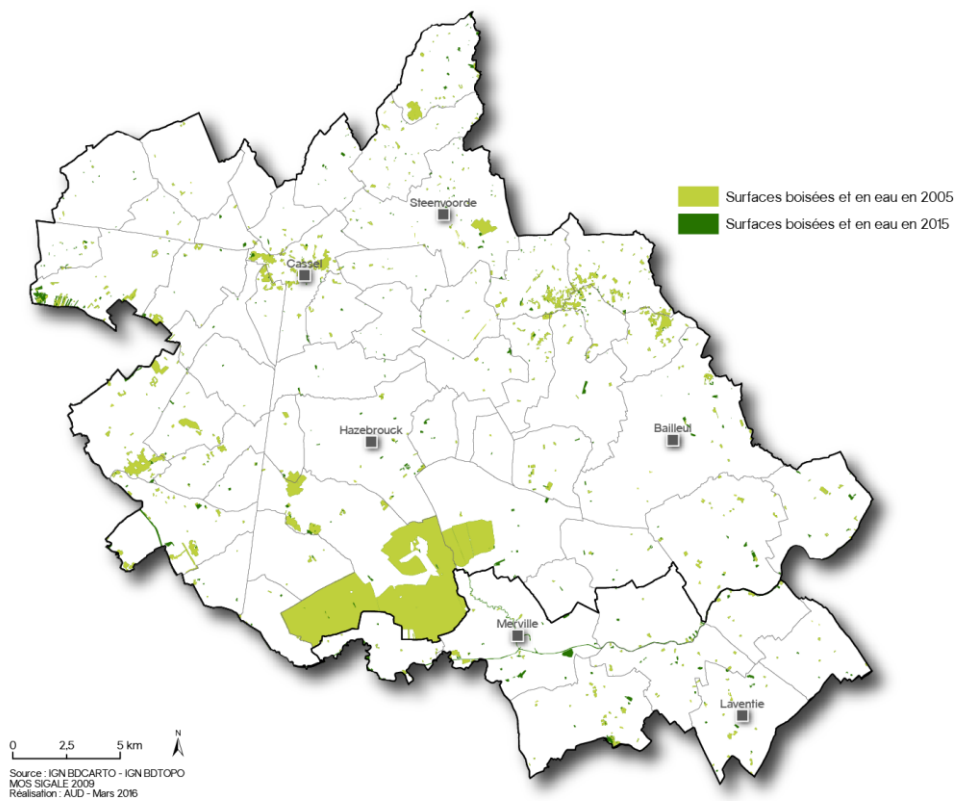 Steenvoorde
Surfaces boisées et en eau en 2005
Surfaces boisées et en eau en 2015
Cassel
Hazebrouck
Bailleul
Merville
Laventie
N
0 2,5 5 km
Source : IGN BDCARTO - IGN BDTOPO
MOS SIGALE 2009
Réalisation : AUD - Mars 2016